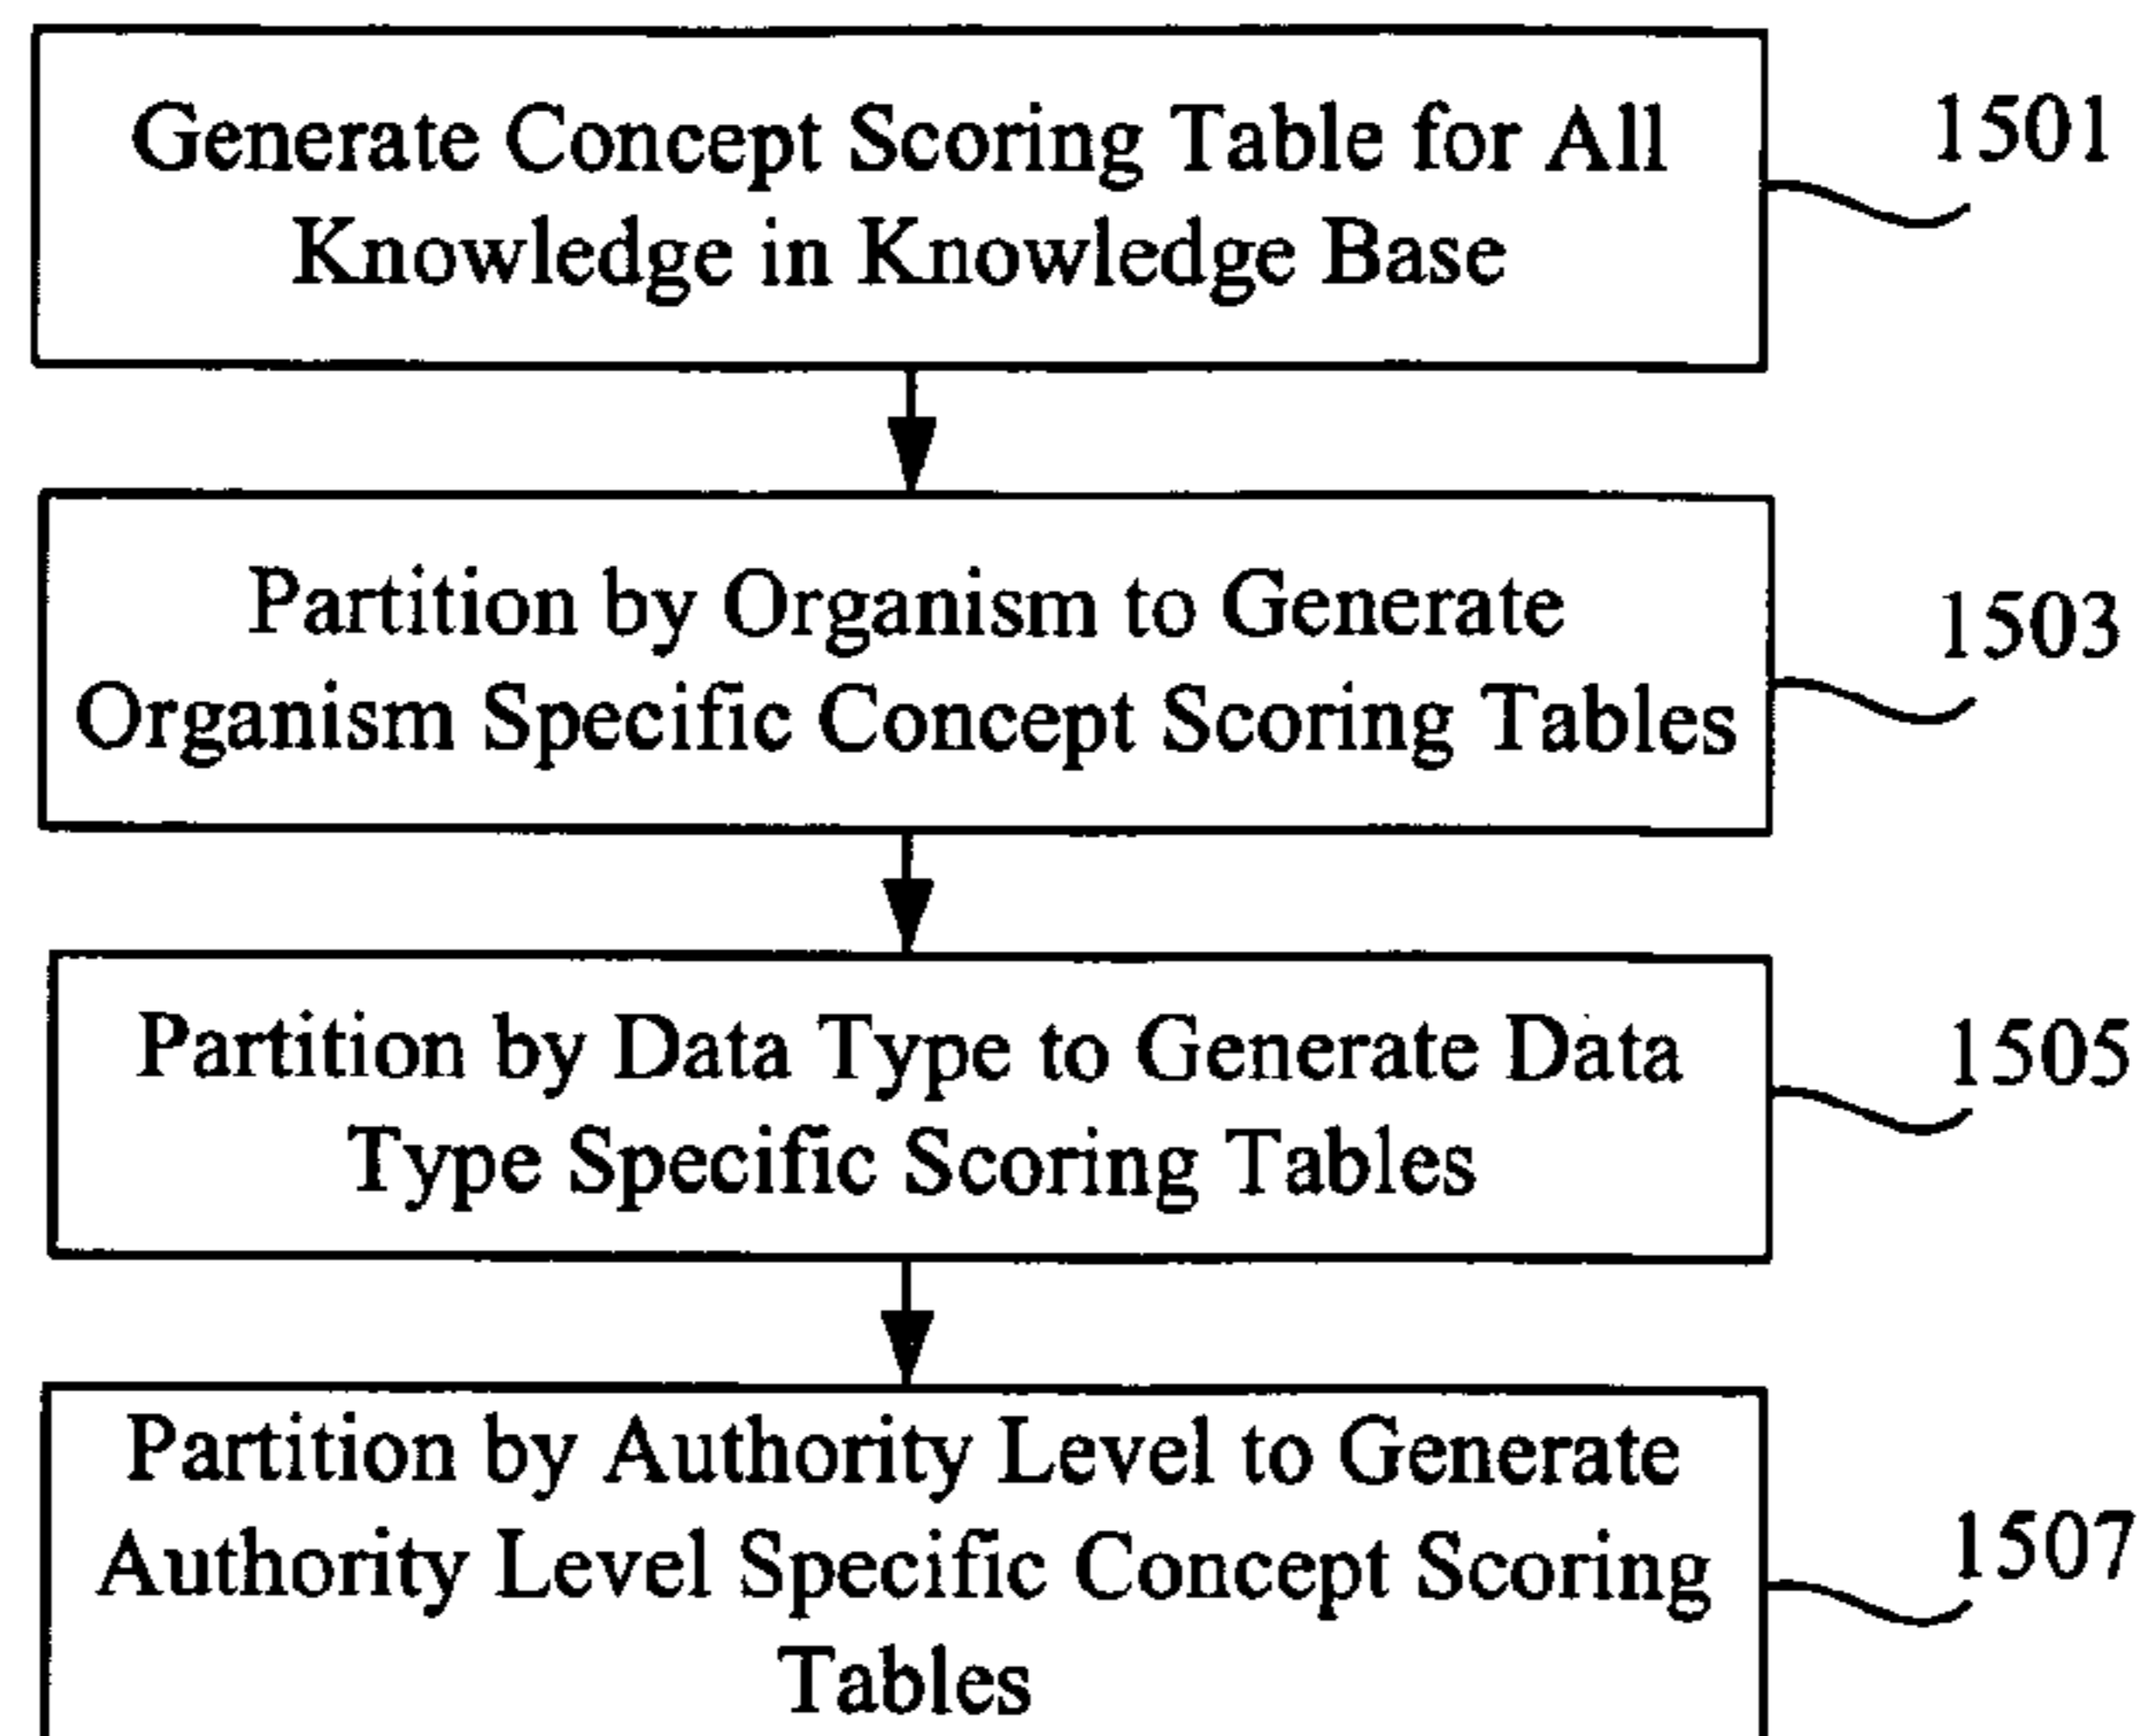 Generate Concept Scoring Table for All
Knowledge in Knowledge Base
1501
Partition by Organism to Generate
Organism Specific Concept Scoring Tables
1503
Partition by Data Type to Generate Data
Type Specific Scoring Tables
1505
Partition by Authority Level to Generate
Authority Level Specific Concept Scoring
Tables
1507